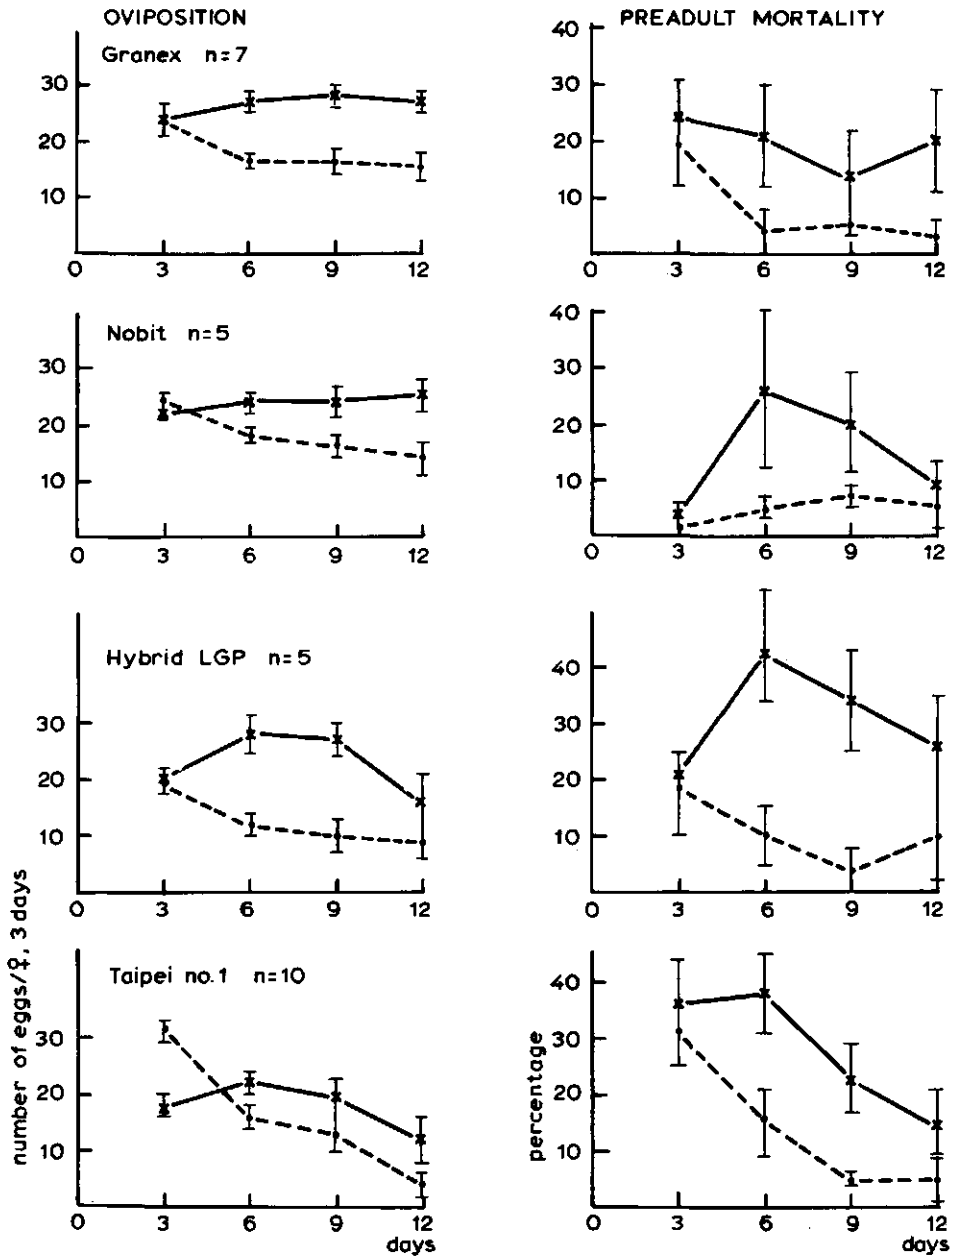 OVIPOSITION
PREADULT MORTALITY
Granex n=7
30
20
10
0 3 6 9 12
40
30
20
10
0 3 6 9 12
Nobit n=5
30
20
10
0 3 6 9 12
40
30
20
10
0 3 6 9 12
Hybrid LGP n=5
30
20
10
0 3 6 9 12
40
30
20
10
0 3 6 9 12
Taipei no.1 n=10
number of eggs/♀, 3 days
30
20
10
0 3 6 9 12
days
percentage
40
30
20
10
0 3 6 9 12
days